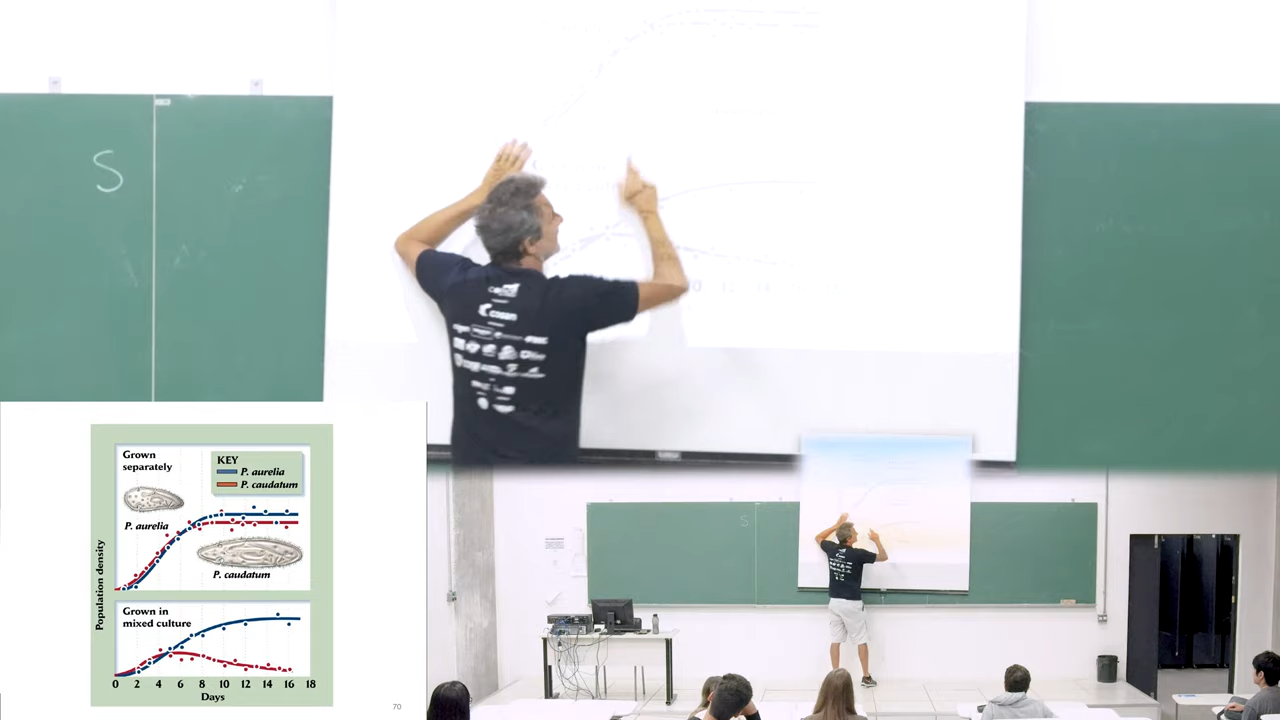 S
cosan
Grown
separately
KEY
P. aurelia
P. caudatum
P. aurelia
P. caudatum
Population density
Grown in
mixed culture
0 2 4 6 8 10 12 14 16 18
Days
70
S